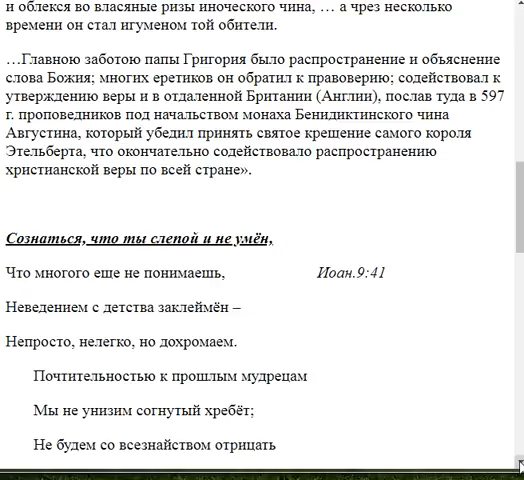 и облекся во власяные ризы иноческого чина, … а чрез несколько
времени он стал игуменом той обители.
…Главною заботою папы Григория было распространение и объяснение
слова Божия; многих еретиков он обратил к правоверию; содействовал к
утверждению веры и в отдаленной Британии (Англии), послав туда в 597
г. проповедников под начальством монаха Бенидиктинского чина
Августина, который убедил принять святое крещение самого короля
Этельберта, что окончательно содействовало распространению
христианской веры по всей стране».
Сознаться, что ты слепой и не умён,
Что многого еще не понимаешь, Иоан.9:41
Неведением с детства заклеймён –
Непросто, нелегко, но дохромаем.
Почтительностью к прошлым мудрецам
Мы не унизим согнутый хребёт;
Не будем со всезнайством отрицать